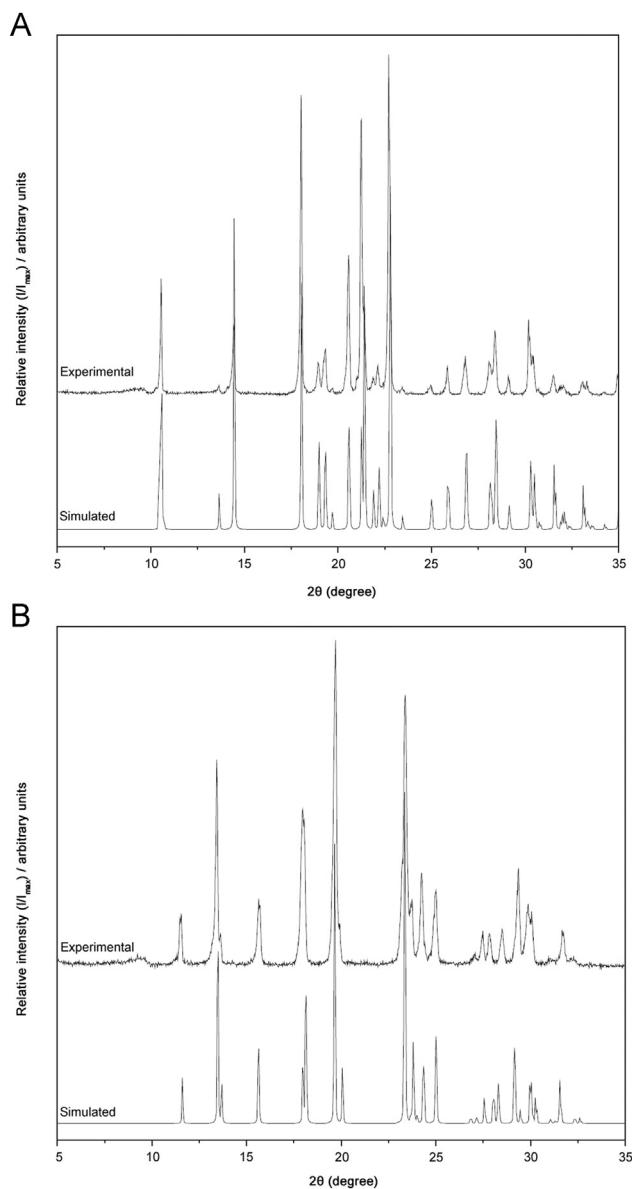 A
Relative intensity (I/Imax) / arbitrary units
Experimental
Simulated
5 10 15 20 25 30 35
2θ (degree)
B
Relative intensity (I/Imax) / arbitrary units
Experimental
Simulated
5 10 15 20 25 30 35
2θ (degree)